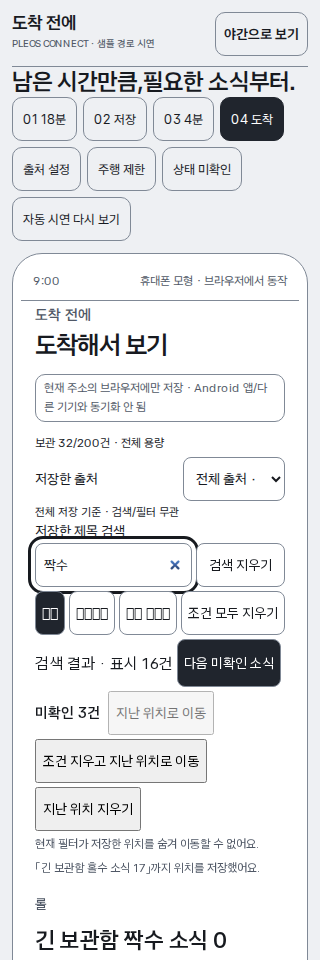 도착 전에
PLEOS CONNECT · 샘플 경로 시연
야간으로 보기
남은 시간만큼,필요한 소식부터.
01 18분
02 저장
03 4분
04 도착
출처 설정
주행 제한
상태 미확인
자동 시연 다시 보기
9:00
휴대폰 모형 · 브라우저에서 동작
도착 전에
도착해서 보기
현재 주소의 브라우저에만 저장 · Android 앱/다
른 기기와 동기화 안 됨
보관 32/200건 · 전체 용량
저장한 출처
전체 출처 ·
전체 저장 기준 · 검색/필터 무관
저장한 제목 검색
짝수
검색 지우기
조건 모두 지우기
검색 결과 · 표시 16건
다음 미확인 소식
미확인 3건
지난 위치로 이동
조건 지우고 지난 위치로 이동
지난 위치 지우기
현재 필터가 저장한 위치를 숨겨 이동할 수 없어요.
「긴 보관함 홀수 소식 17」까지 위치를 저장했어요.
롤
긴 보관함 짝수 소식 0